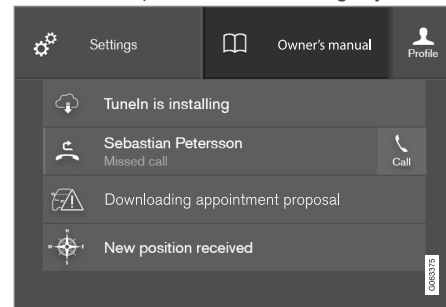 Settings
Owner's manual
Profile
TuneIn is installing
Sebastian Petersson
Missed call
Call
Downloading appointment proposal
N
W
E
S
New position received
G063375